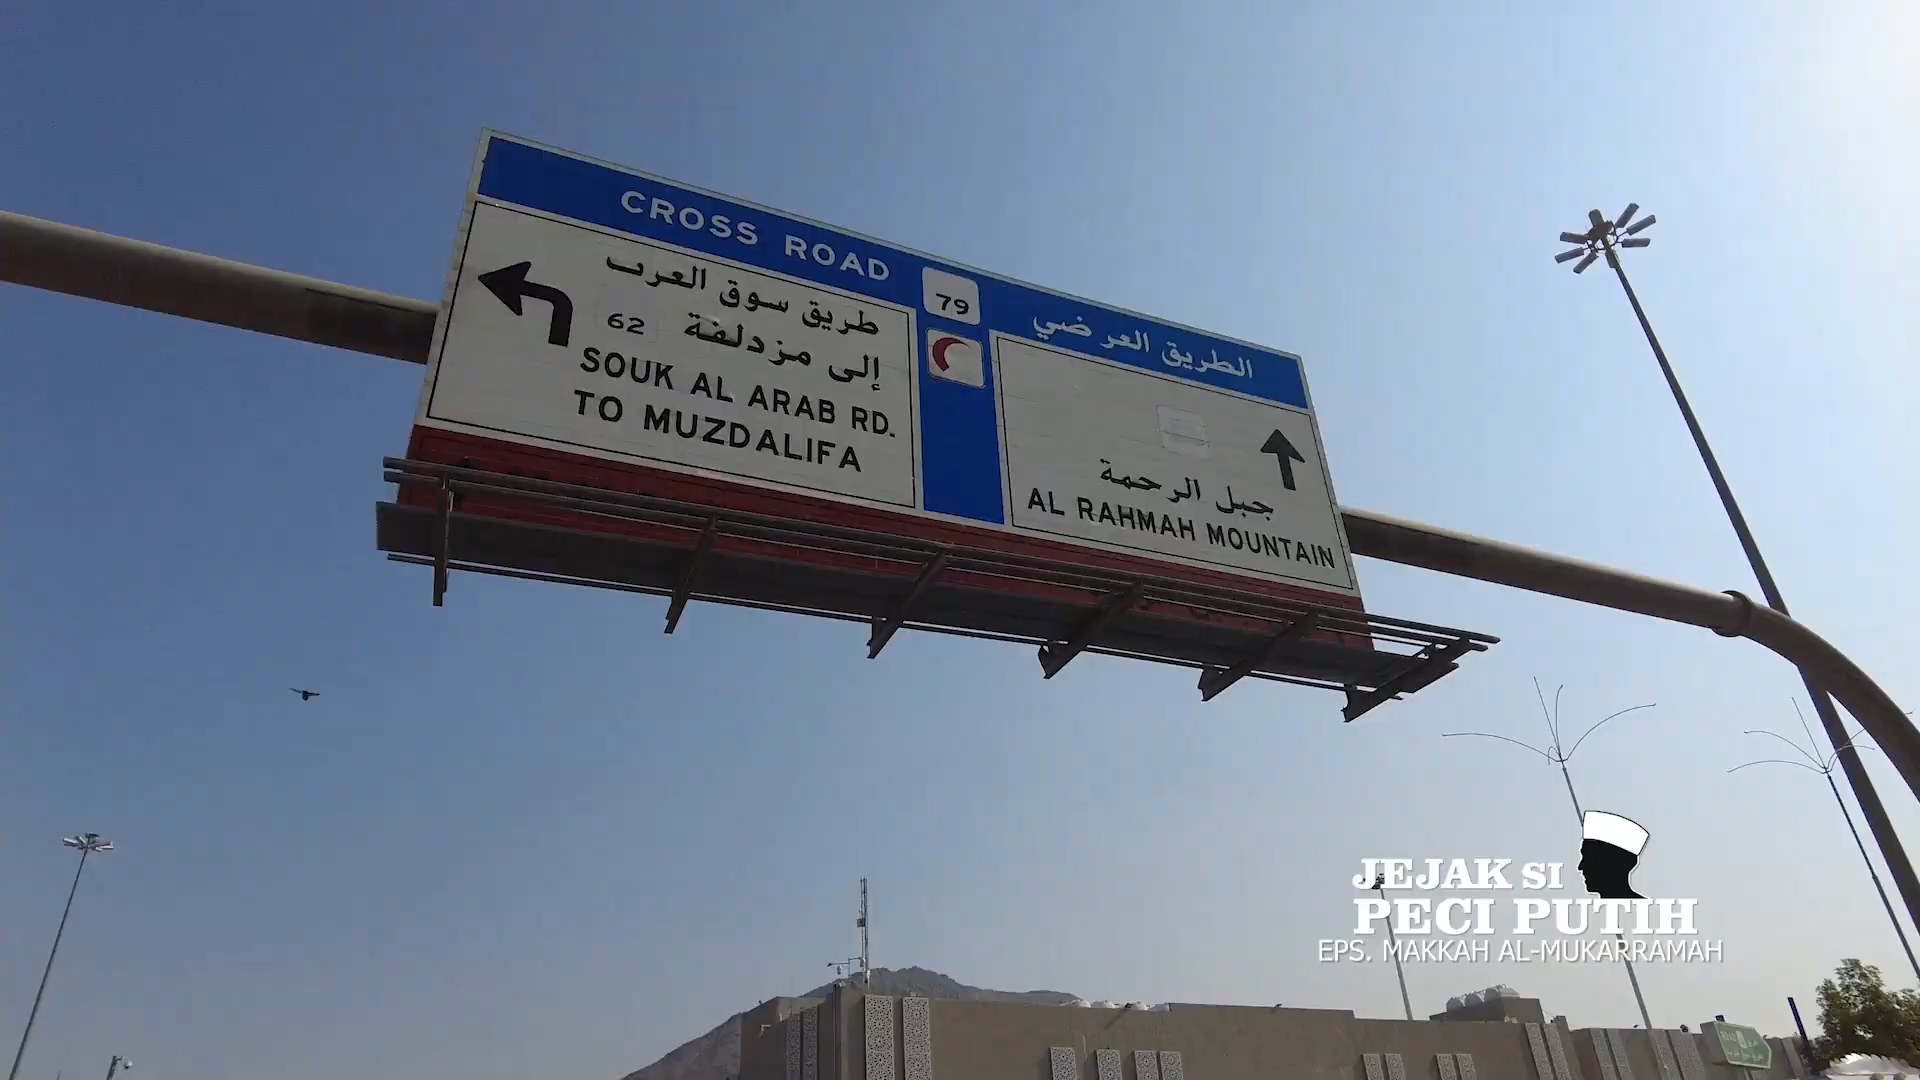 CROSS ROAD
79
الطريق العرضي
طريق سوق العرب
إلى مزدلفة 62
SOUK AL ARAB RD.
TO MUZDALIFA
جبل الرحمة
AL RAHMAH MOUNTAIN
JEJAK SI
PECI PUTIH
EPS. MAKKAH AL-MUKARRAMAH